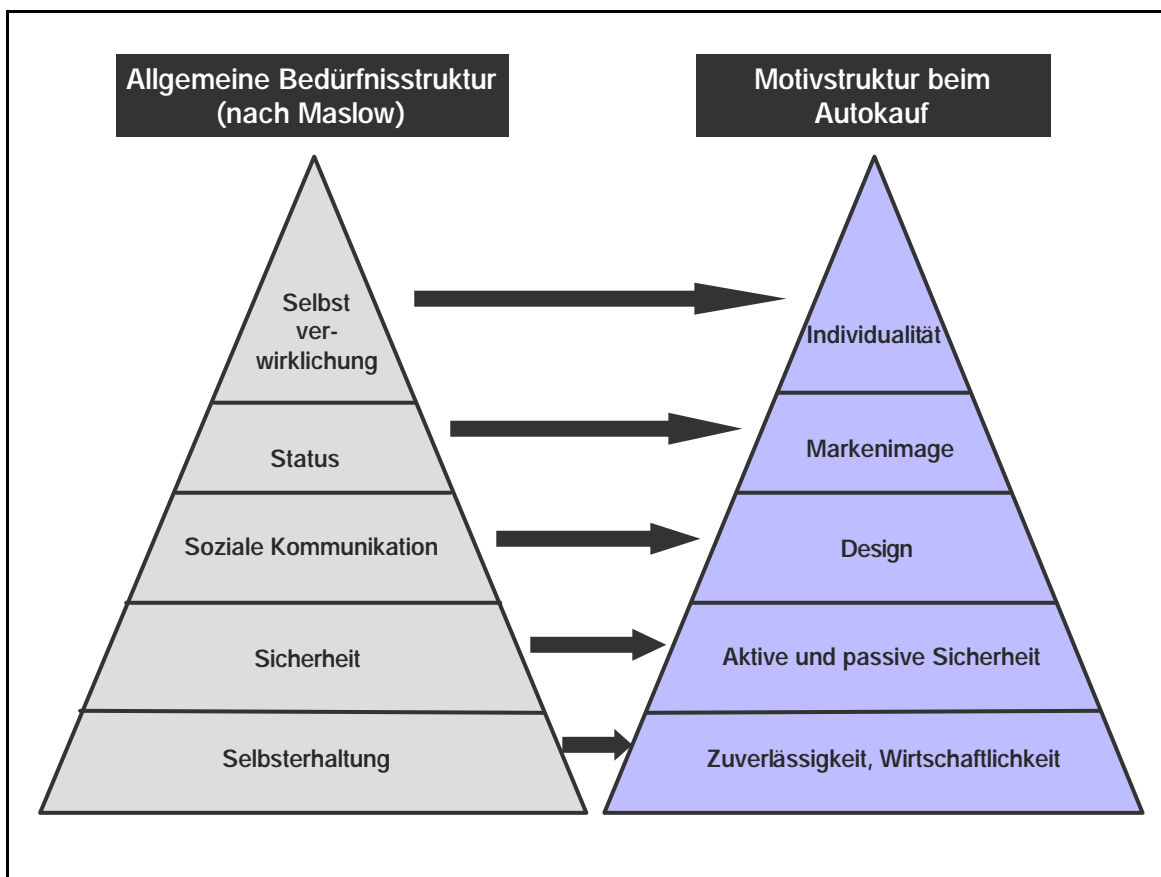 Allgemeine Bedürfnisstruktur
(nach Maslow)
Motivstruktur beim
Autokauf
Selbst
ver-
wirklichung
Individualität
Status
Markenimage
Soziale Kommunikation
Design
Sicherheit
Aktive und passive Sicherheit
Selbsterhaltung
Zuverlässigkeit, Wirtschaftlichkeit